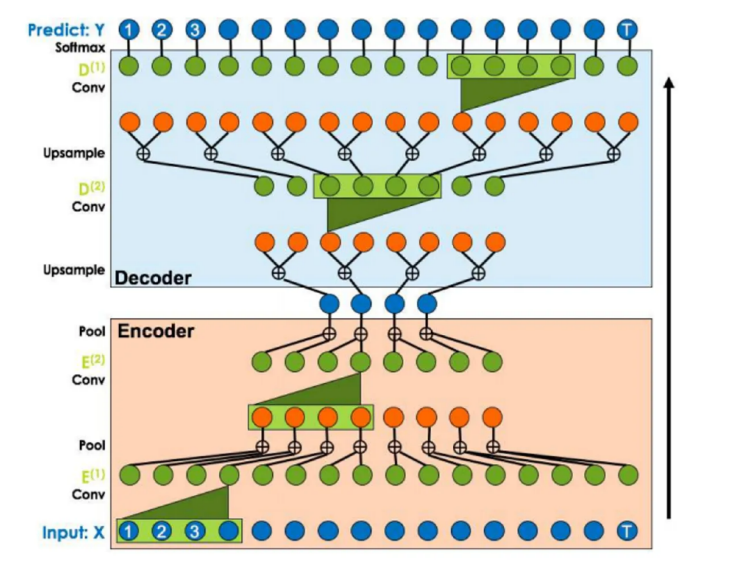 Predict: Y 1 2 3 T
Softmax
D(1)
Conv
Upsample
D(2)
Conv
Upsample
Decoder
Pool Encoder
E(2)
Conv
Pool
E(1)
Conv
Input: X 1 2 3 T